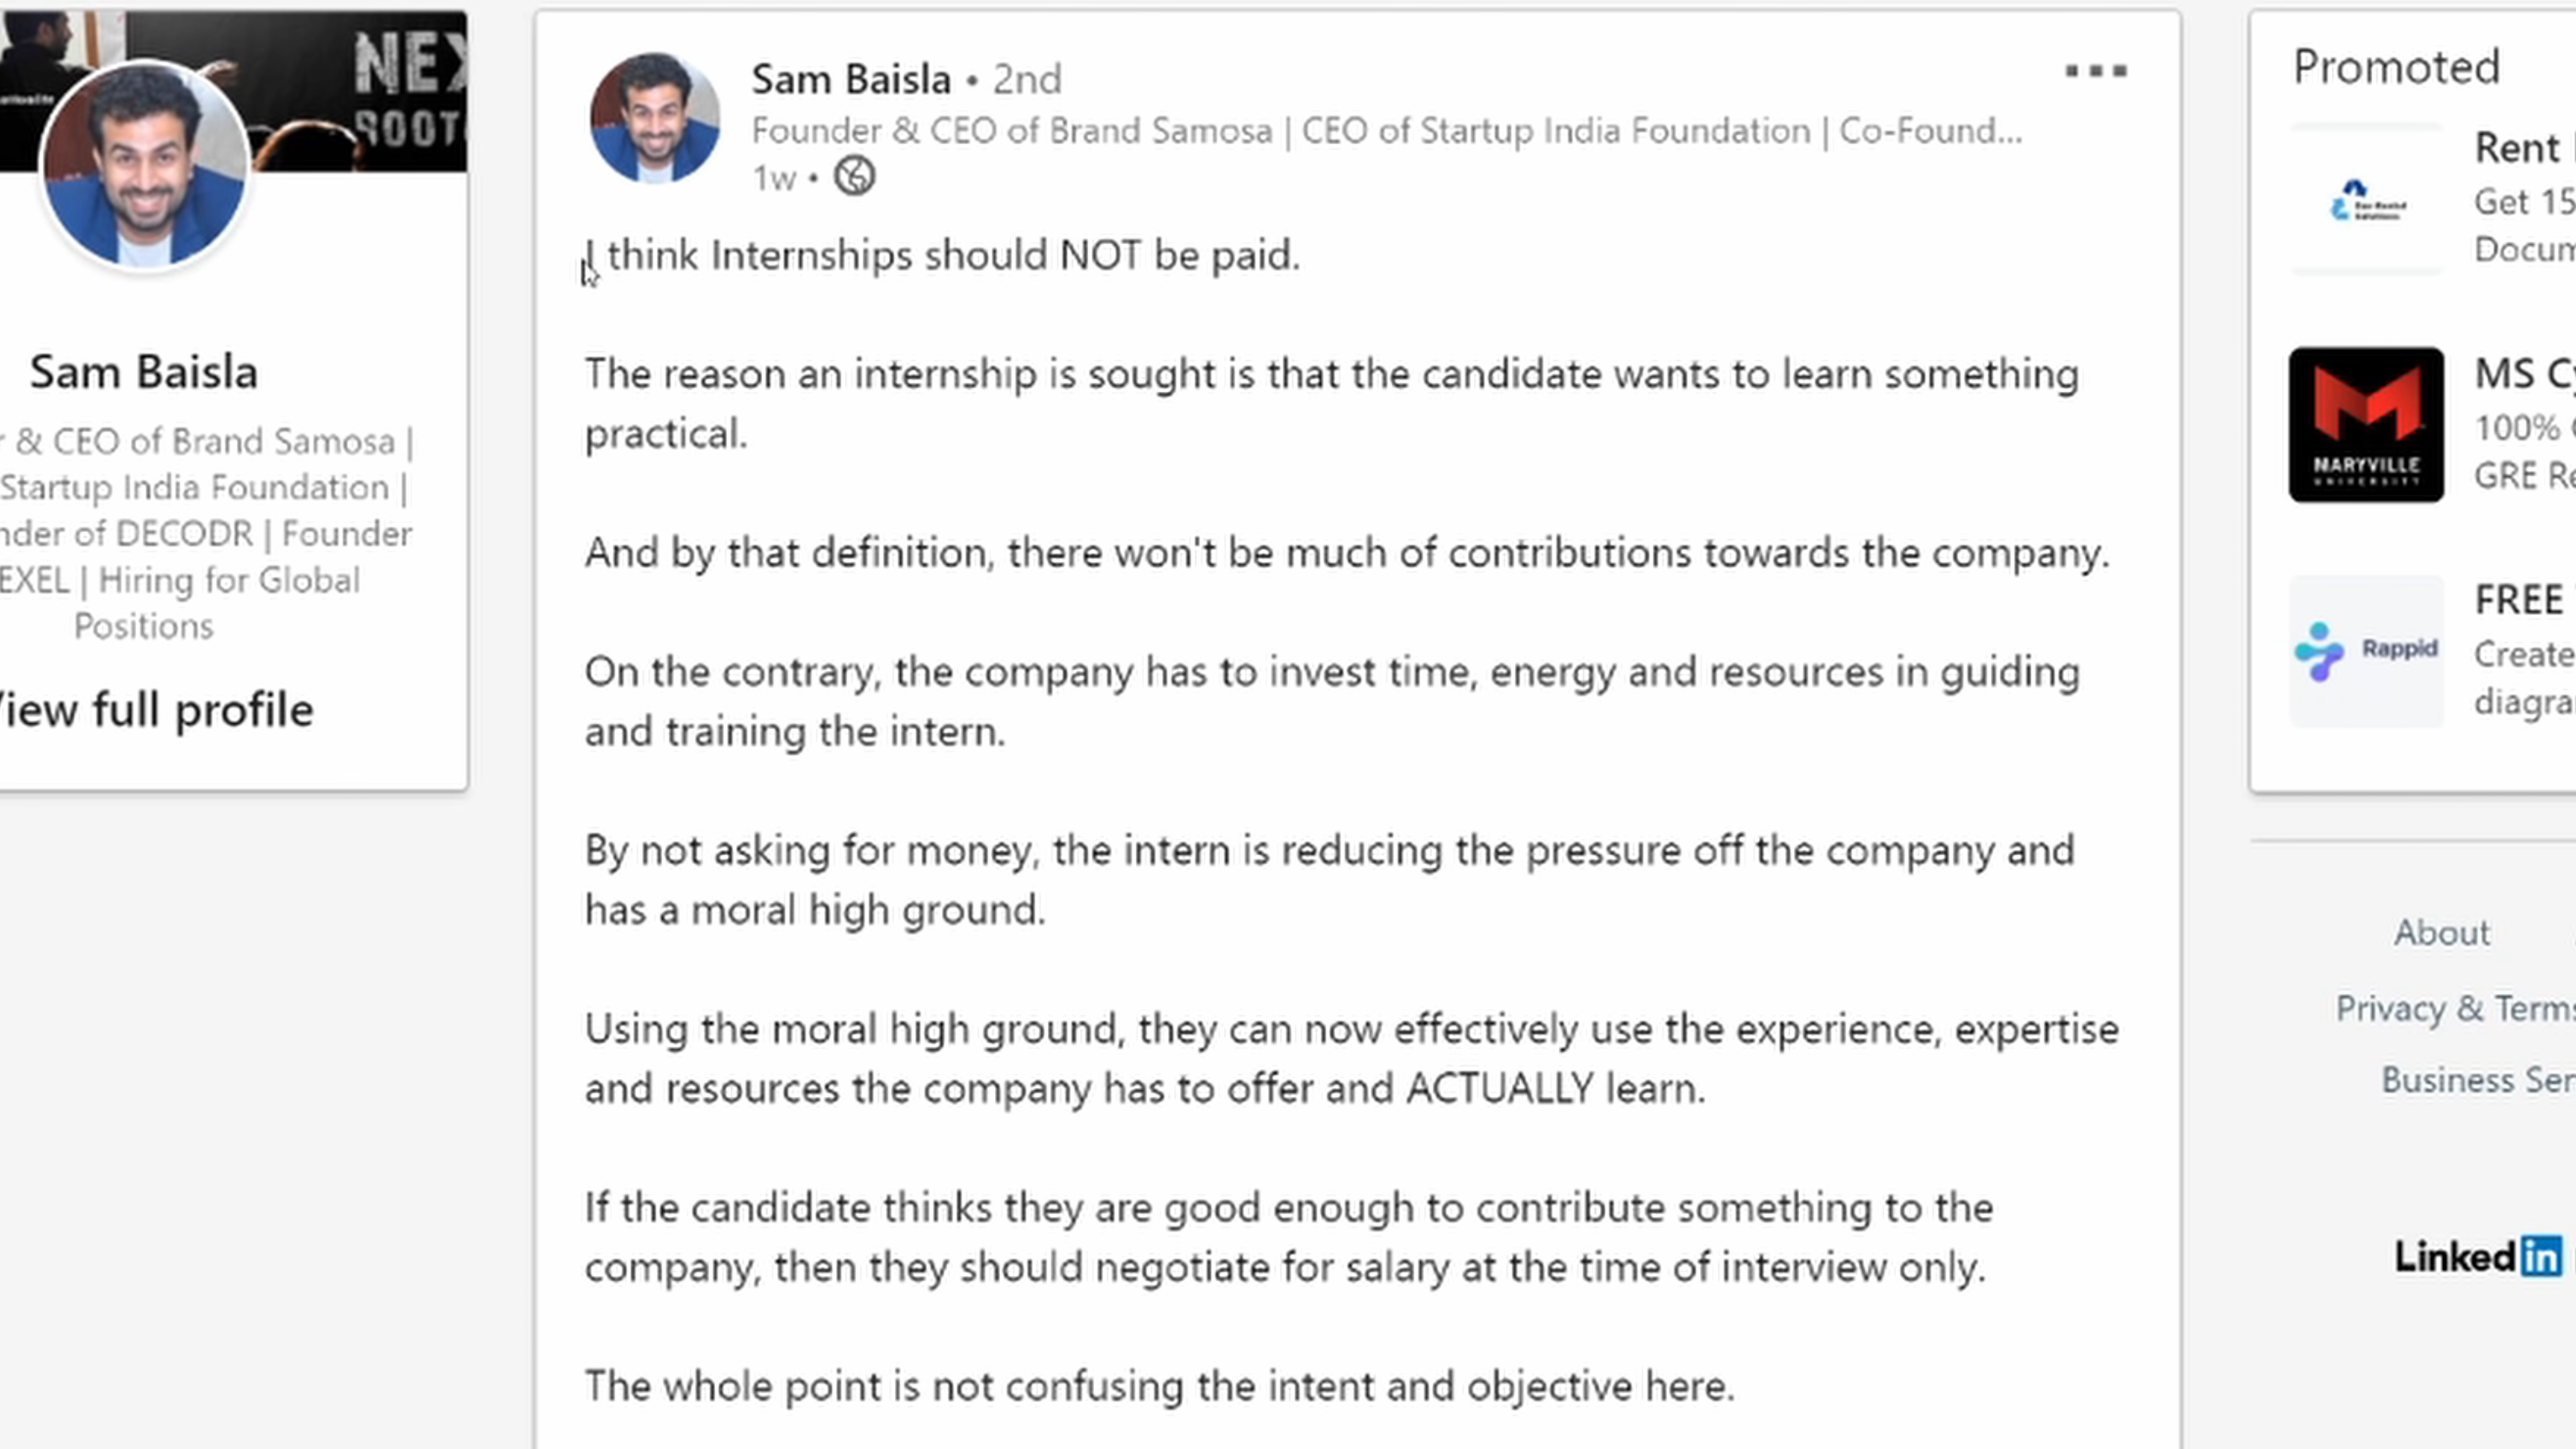 NEX
ROOT
Sam Baisla
& CEO of Brand Samosa |
Startup India Foundation |
of DECODR | Founder
EXEL | Hiring for Global
Positions
View full profile
Sam Baisla • 2nd
Founder & CEO of Brand Samosa | CEO of Startup India Foundation | Co-Found...
1w •
I think Internships should NOT be paid.
The reason an internship is sought is that the candidate wants to learn something
practical.
And by that definition, there won't be much of contributions towards the company.
On the contrary, the company has to invest time, energy and resources in guiding
and training the intern.
By not asking for money, the intern is reducing the pressure off the company and
has a moral high ground.
Using the moral high ground, they can now effectively use the experience, expertise
and resources the company has to offer and ACTUALLY learn.
If the candidate thinks they are good enough to contribute something to the
company, then they should negotiate for salary at the time of interview only.
The whole point is not confusing the intent and objective here.
Promoted
Rent
Get 15
Docum
MARYVILLE
UNIVERSITY
MS Cy
100%
GRE Re
Rappid
FREE
Create
diagra
About
Privacy & Terms
Business Ser
Linkedin